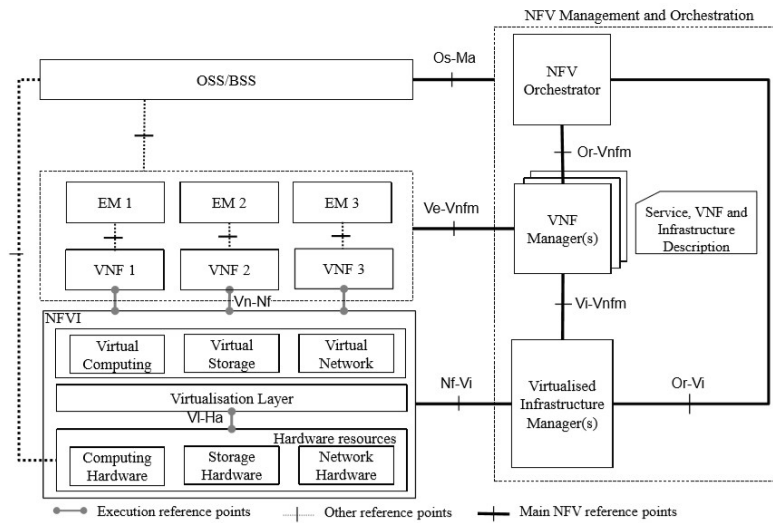 NFV Management and Orchestration
OSS/BSS
Os-Ma
NFV
Orchestrator
Or-Vnfm
EM 1
EM 2
EM 3
Ve-Vnfm
VNF
Manager(s)
Service, VNF and
Infrastructure
Description
VNF 1
VNF 2
VNF 3
Vn-Nf
Vi-Vnfm
NFVI
Virtual
Computing
Virtual
Storage
Virtual
Network
Virtualisation Layer
Nf-Vi
Virtualised
Infrastructure
Manager(s)
Or-Vi
Vl-Ha
Hardware resources
Computing
Hardware
Storage
Hardware
Network
Hardware
Execution reference points
Other reference points
Main NFV reference points